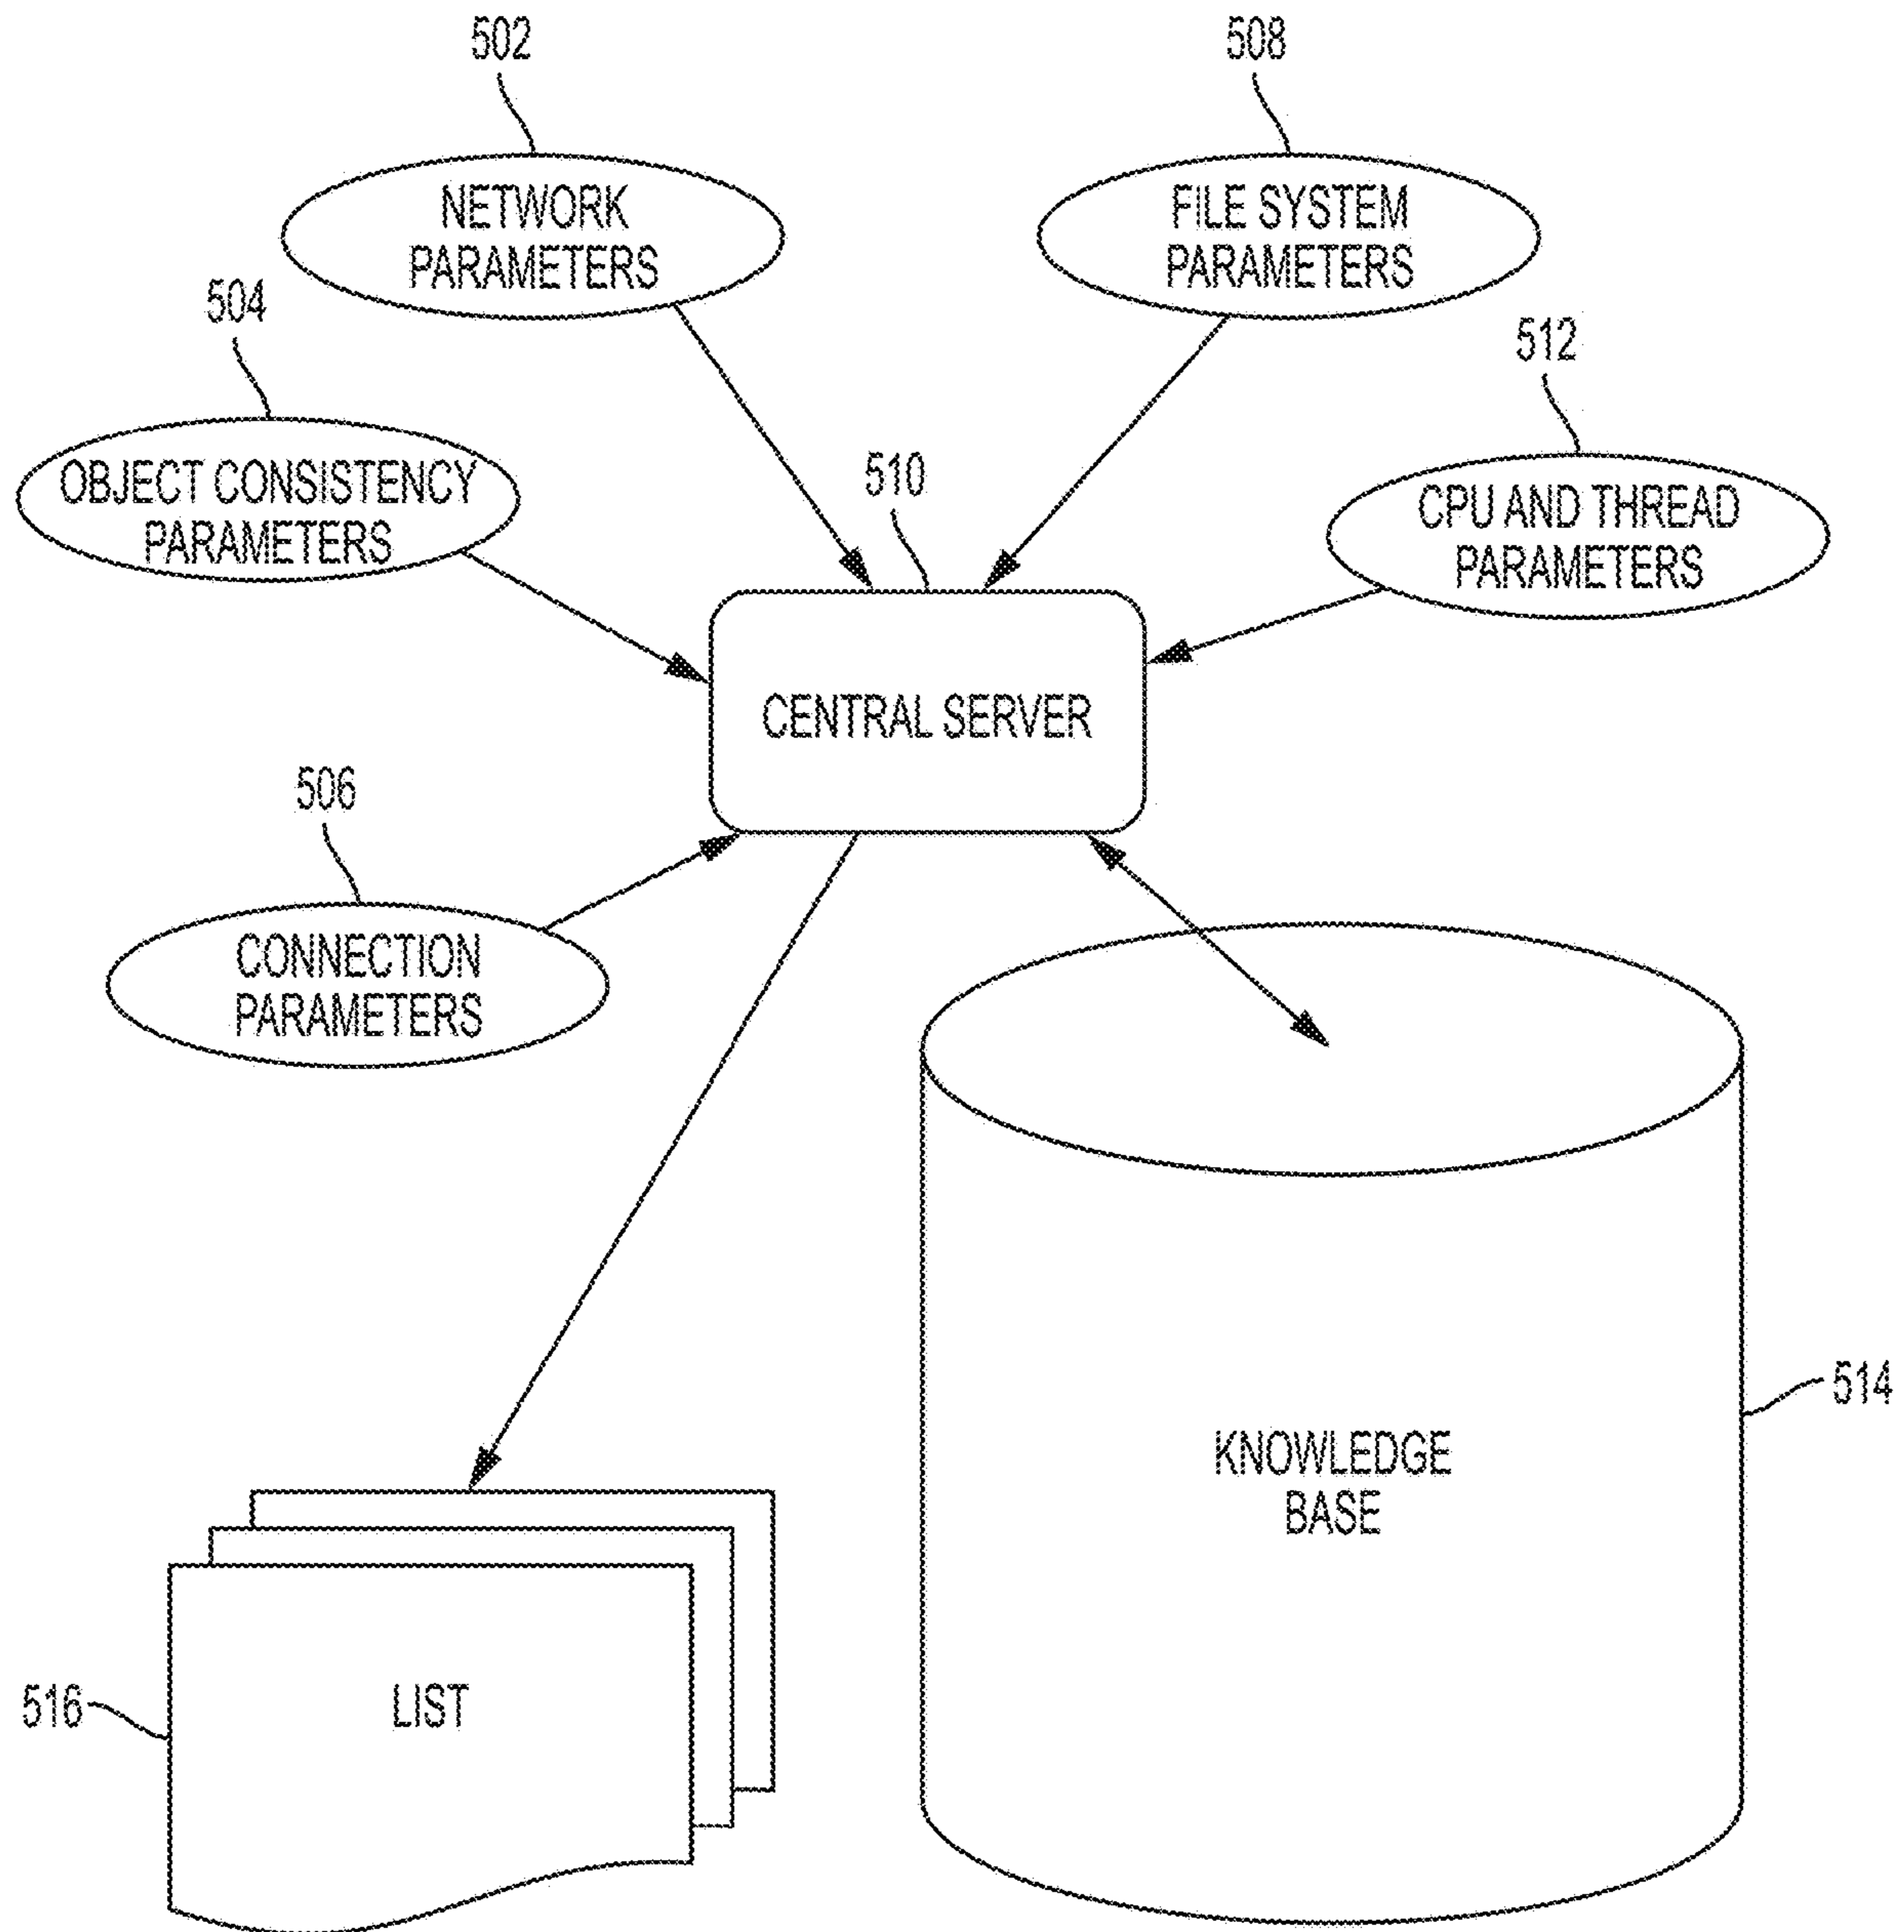 502
508
NETWORK
PARAMETERS
FILE SYSTEM
PARAMETERS
504
512
OBJECT CONSISTENCY
PARAMETERS
510
CPU AND THREAD
PARAMETERS
CENTRAL SERVER
506
CONNECTION
PARAMETERS
514
KNOWLEDGE
BASE
516
LIST